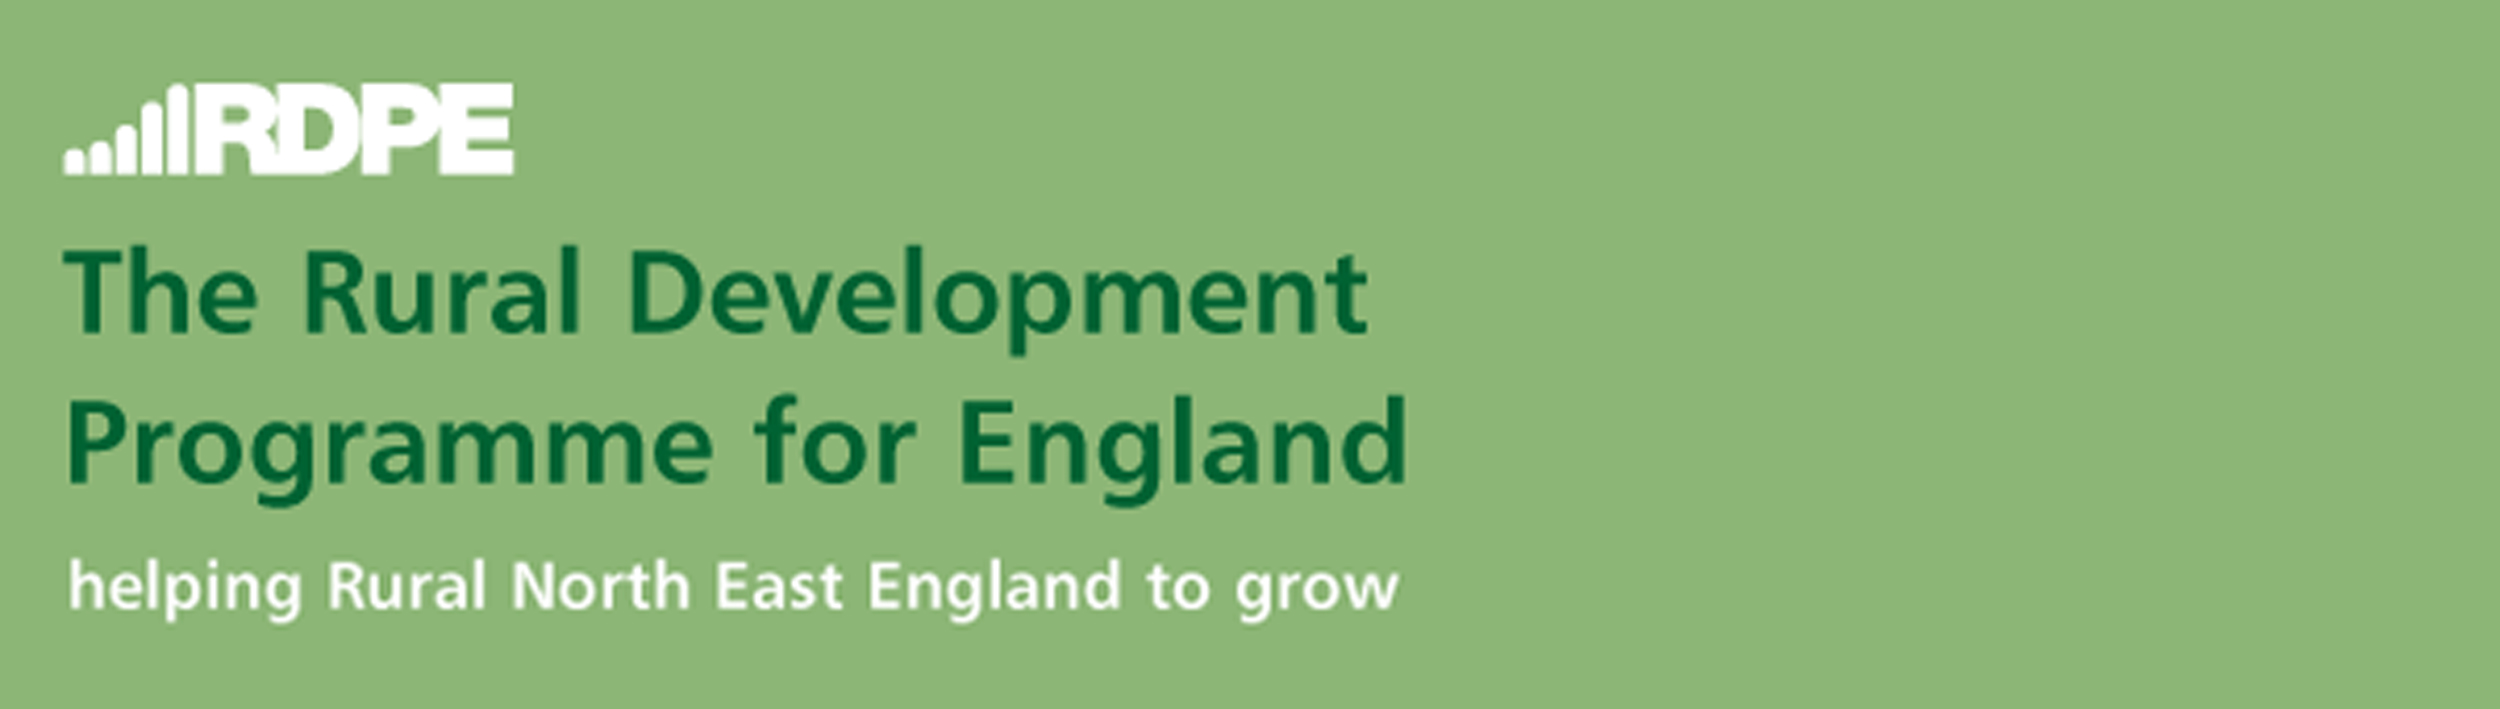 RDPE
The Rural Development
Programme for England
helping Rural North East England to grow